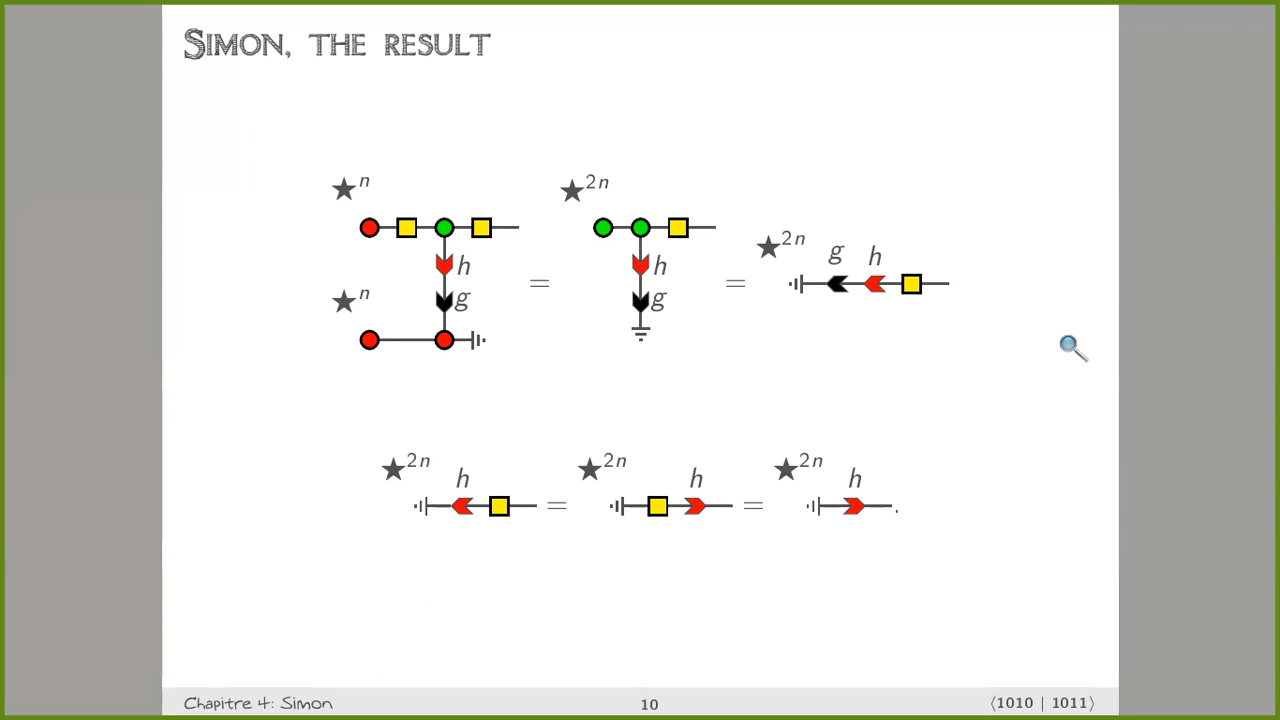 SIMON, THE RESULT
★ⁿ ★²ⁿ
★²ⁿ g h
h h
= =
★ⁿ g g
★²ⁿ h ★²ⁿ h ★²ⁿ h
= = .
Chapitre 4: Simon 10 ⟨1010 | 1011⟩